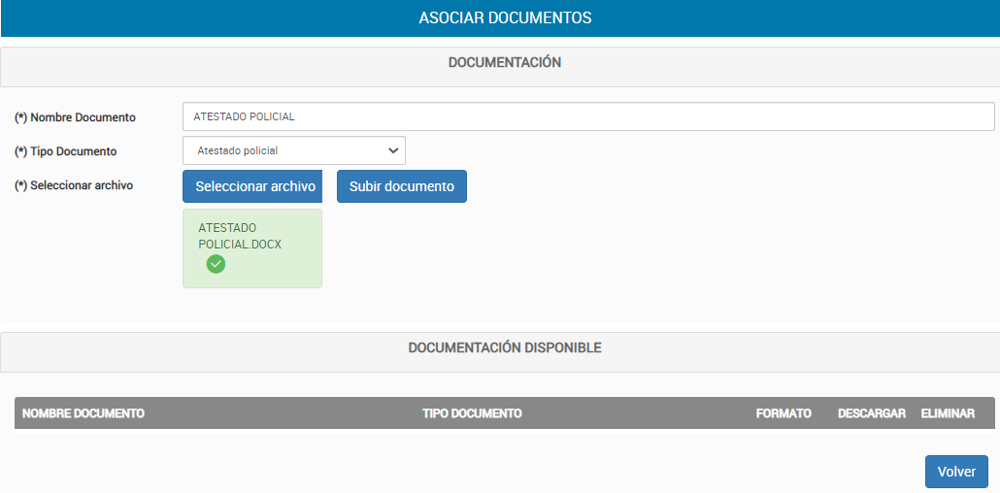 ASOCIAR DOCUMENTOS
DOCUMENTACIÓN
(*) Nombre Documento
ATESTADO POLICIAL
(*) Tipo Documento
Atestado policial
(*) Seleccionar archivo
Seleccionar archivo
Subir documento
ATESTADO
POLICIAL.DOCX
DOCUMENTACIÓN DISPONIBLE
NOMBRE DOCUMENTO TIPO DOCUMENTO FORMATO DESCARGAR ELIMINAR
Volver